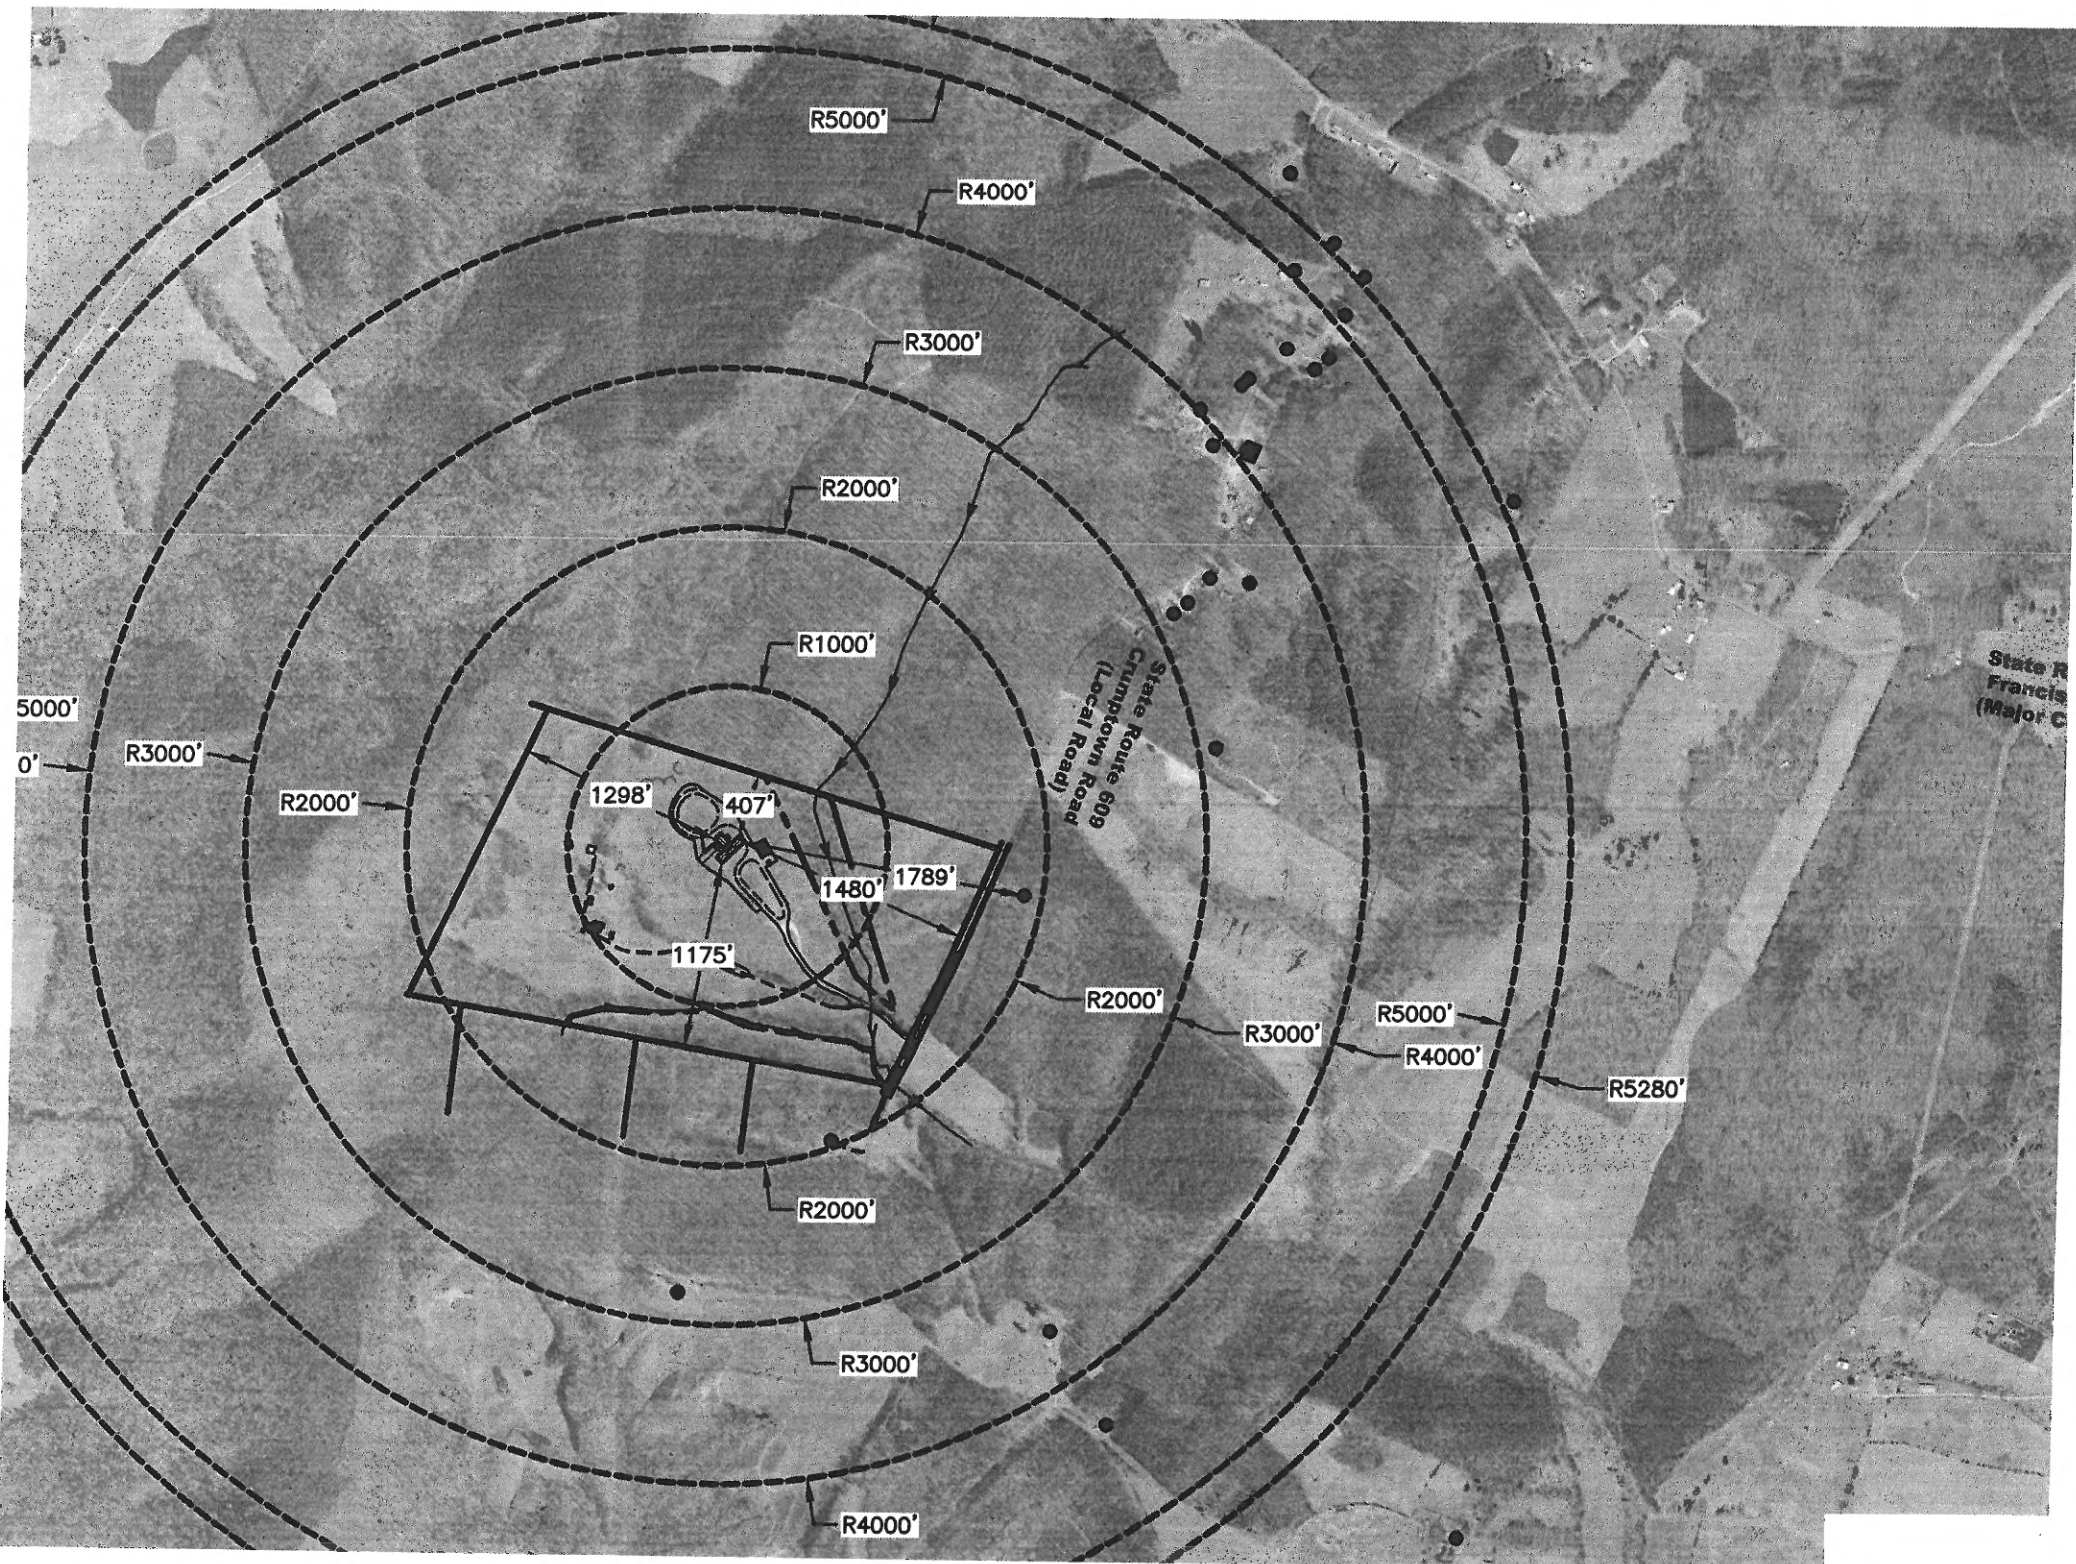 R5000'
R4000'
R3000'
R2000'
R1000'
State Route 609
Crumptown Road
(Local Road)
State R
Francis
(Major C
5000'
0'
R3000'
R2000'
1298'
407'
1480'
1789'
1175'
R2000'
R3000'
R5000'
R4000'
R5280'
R2000'
R3000'
R4000'